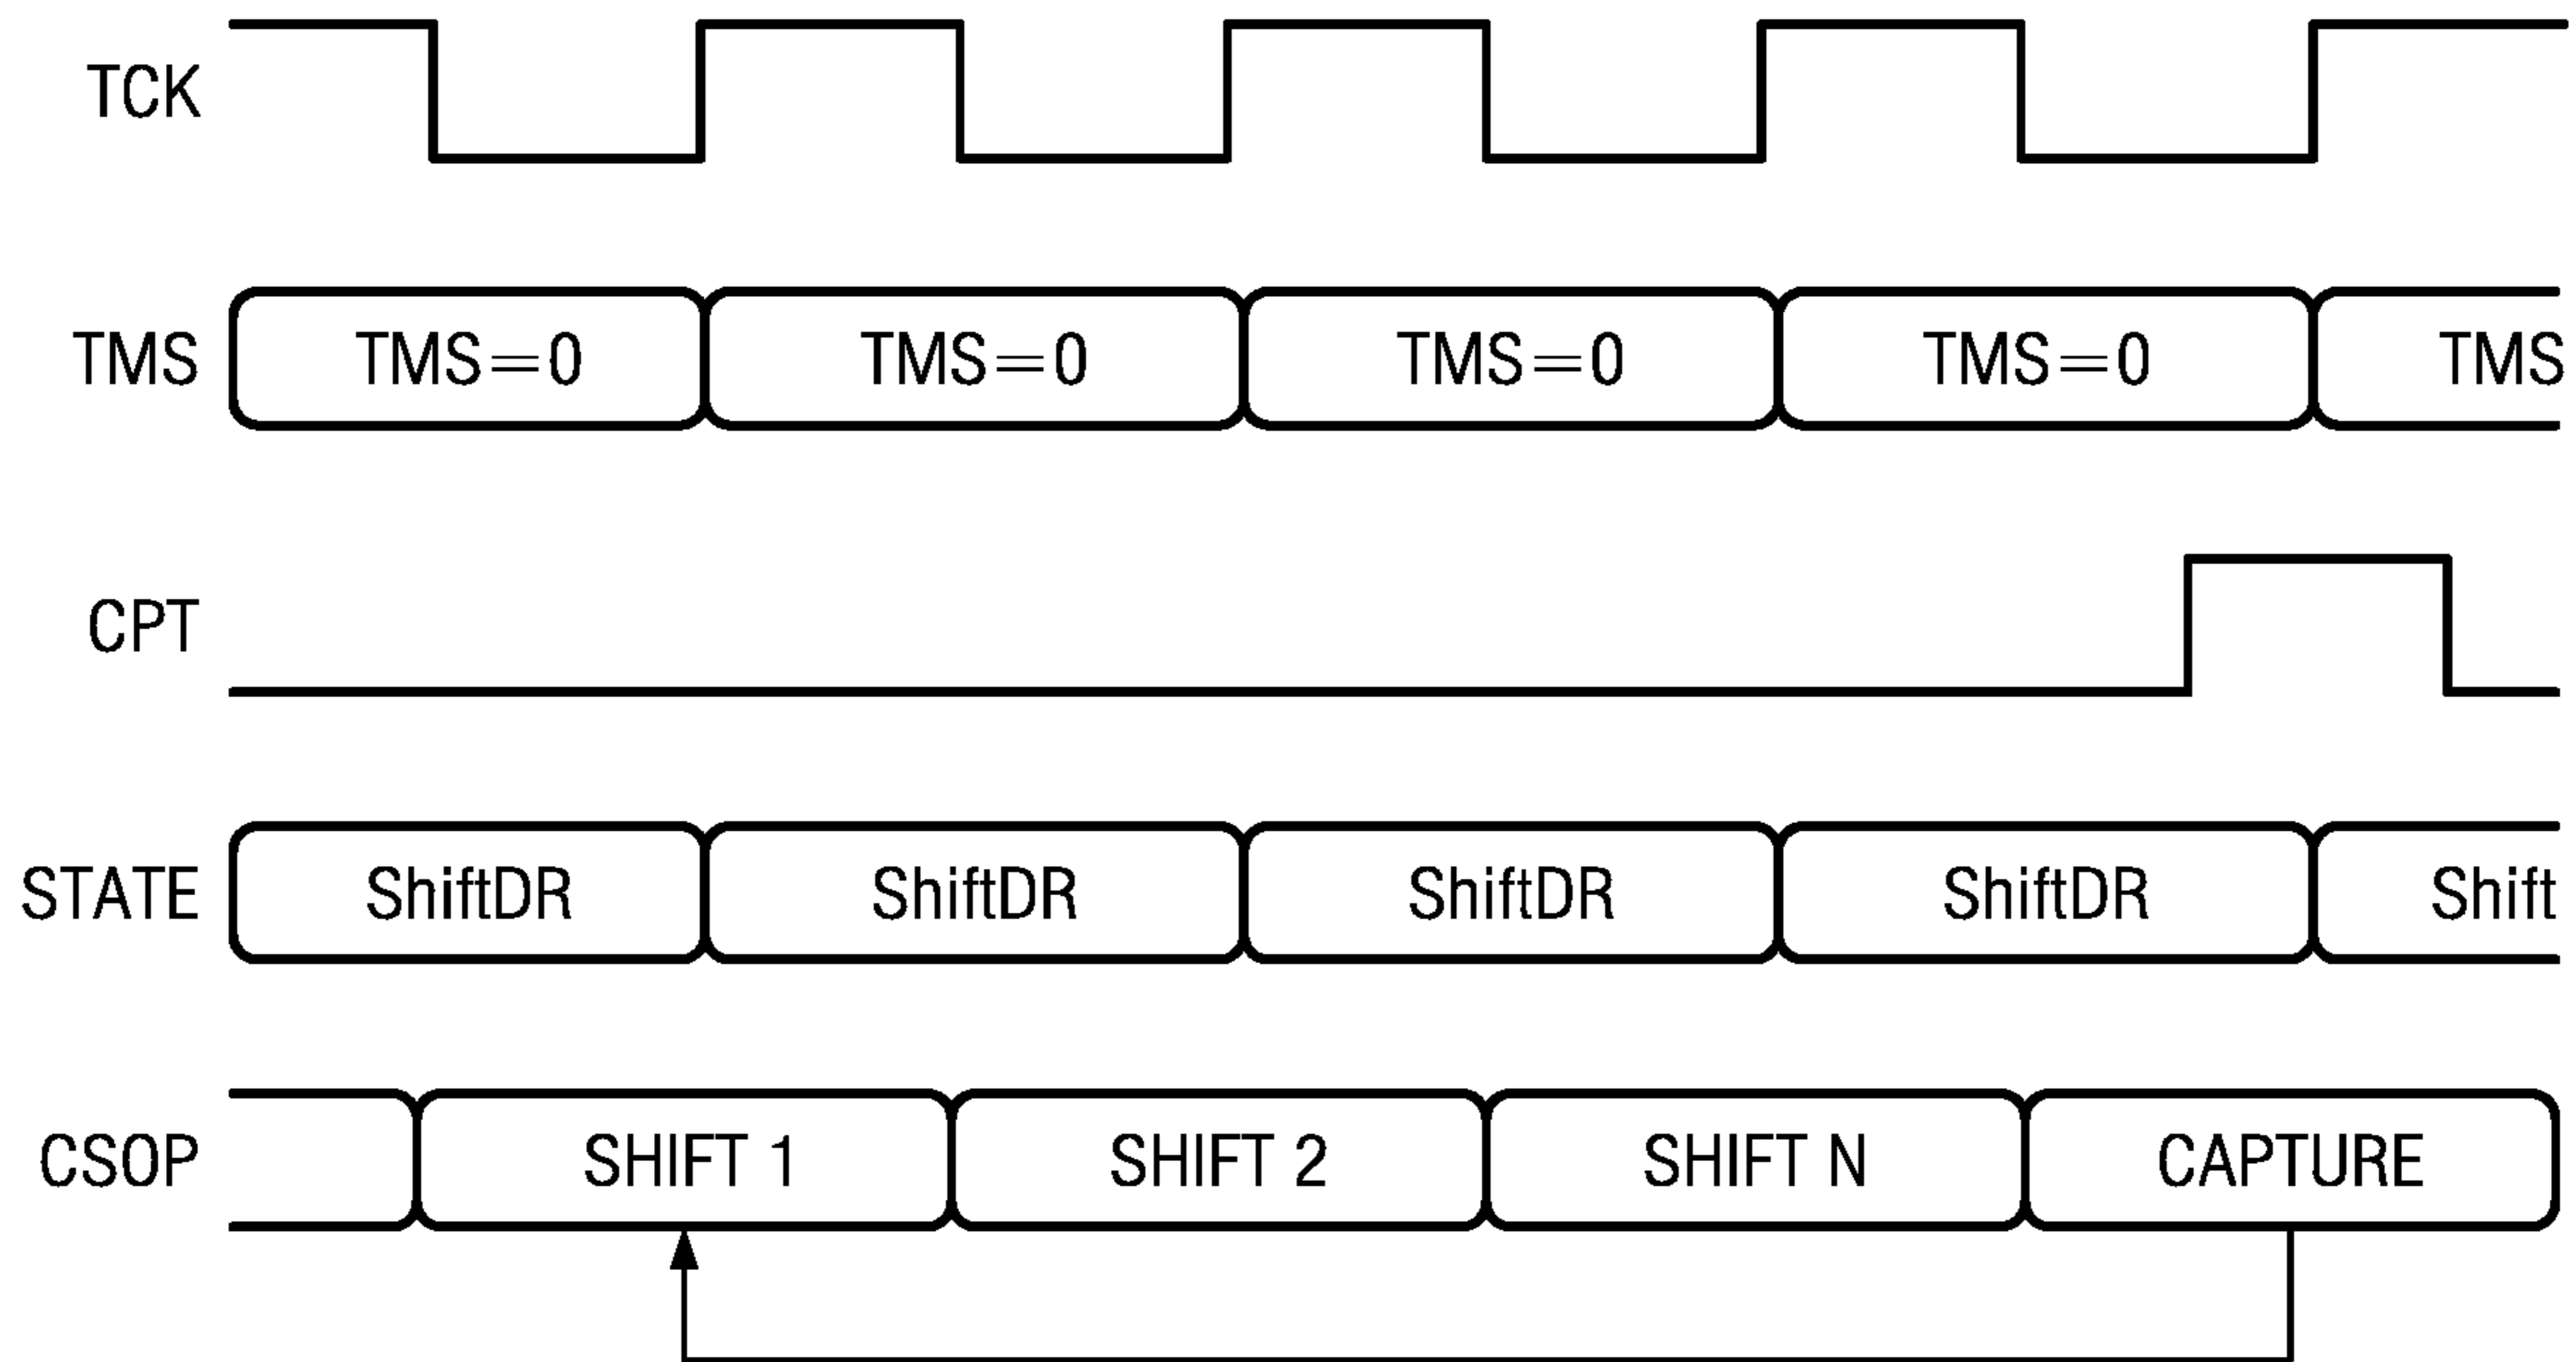 TCK
TMS TMS=0 TMS=0 TMS=0 TMS=0 TMS
CPT
STATE ShiftDR ShiftDR ShiftDR ShiftDR Shift
CSOP SHIFT 1 SHIFT 2 SHIFT N CAPTURE